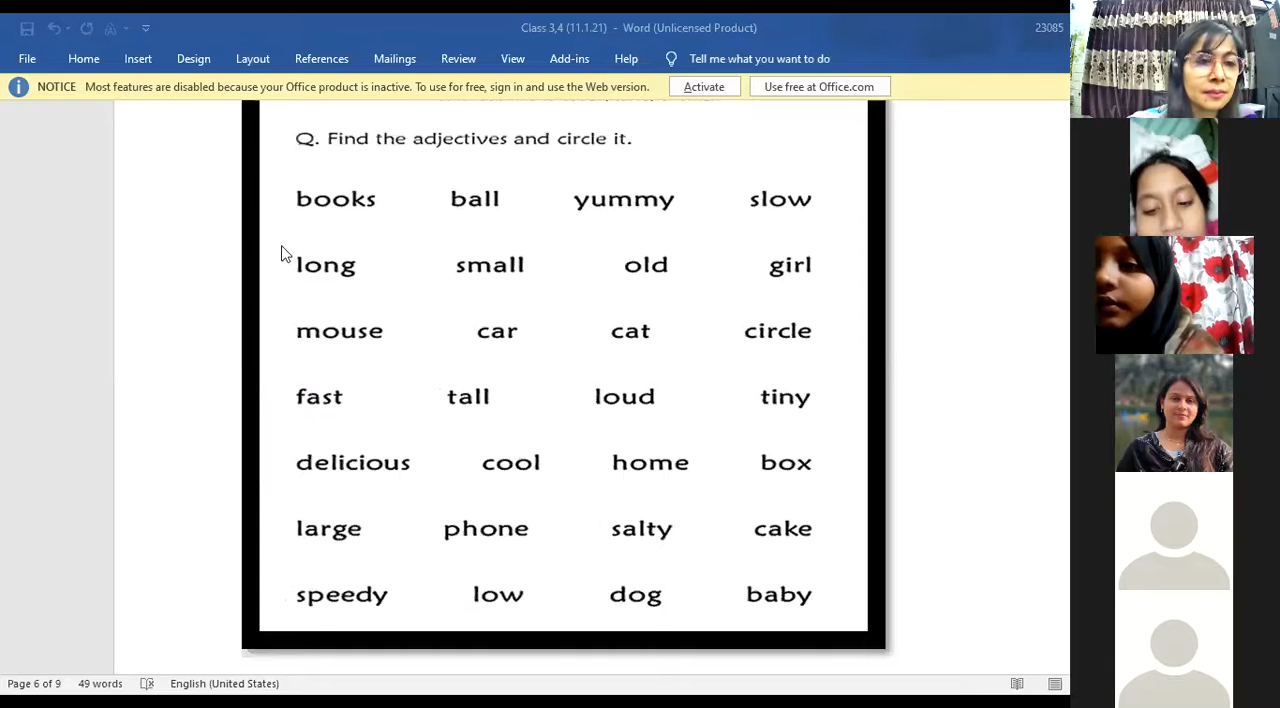 Class 3,4 (11.1.21) - Word (Unlicensed Product)
23085
File Home Insert Design Layout References Mailings Review View Add-ins Help Tell me what you want to do
NOTICE Most features are disabled because your Office product is inactive. To use for free, sign in and use the Web version. Activate Use free at Office.com
Q. Find the adjectives and circle it.
books ball yummy slow
long small old girl
mouse car cat circle
fast tall loud tiny
delicious cool home box
large phone salty cake
speedy low dog baby
Page 6 of 9 49 words English (United States)